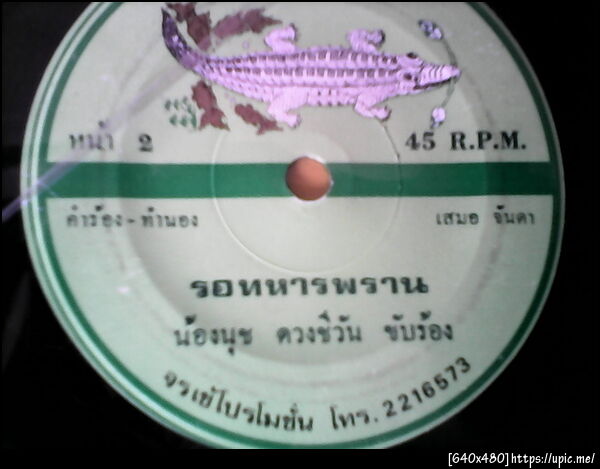 หน้า 2 45 R.P.M.
คำร้อง-ทำนอง เสมอ จันดา
รอทหารพราน
น้องนุช ดวงชีวัน ขับร้อง
จรเข้โปรโมชั่น โทร. 2216573
[640x480]https://upic.me/